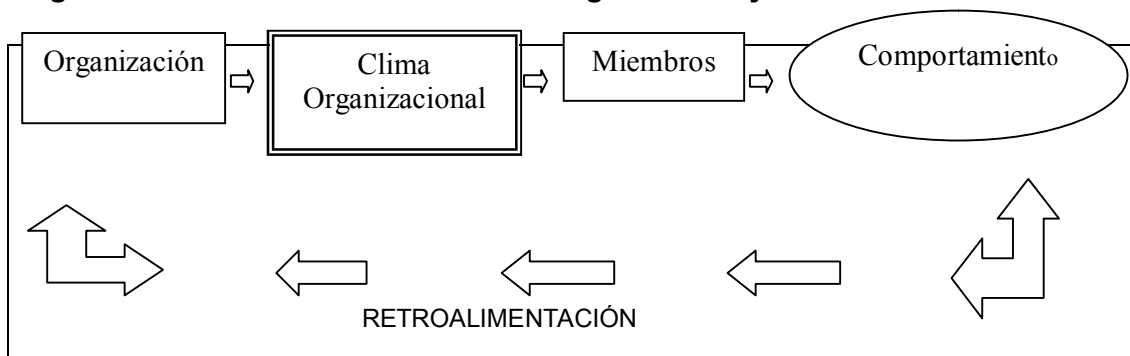 Organización
Clima
Organizacional
Miembros
Comportamiento
RETROALIMENTACIÓN